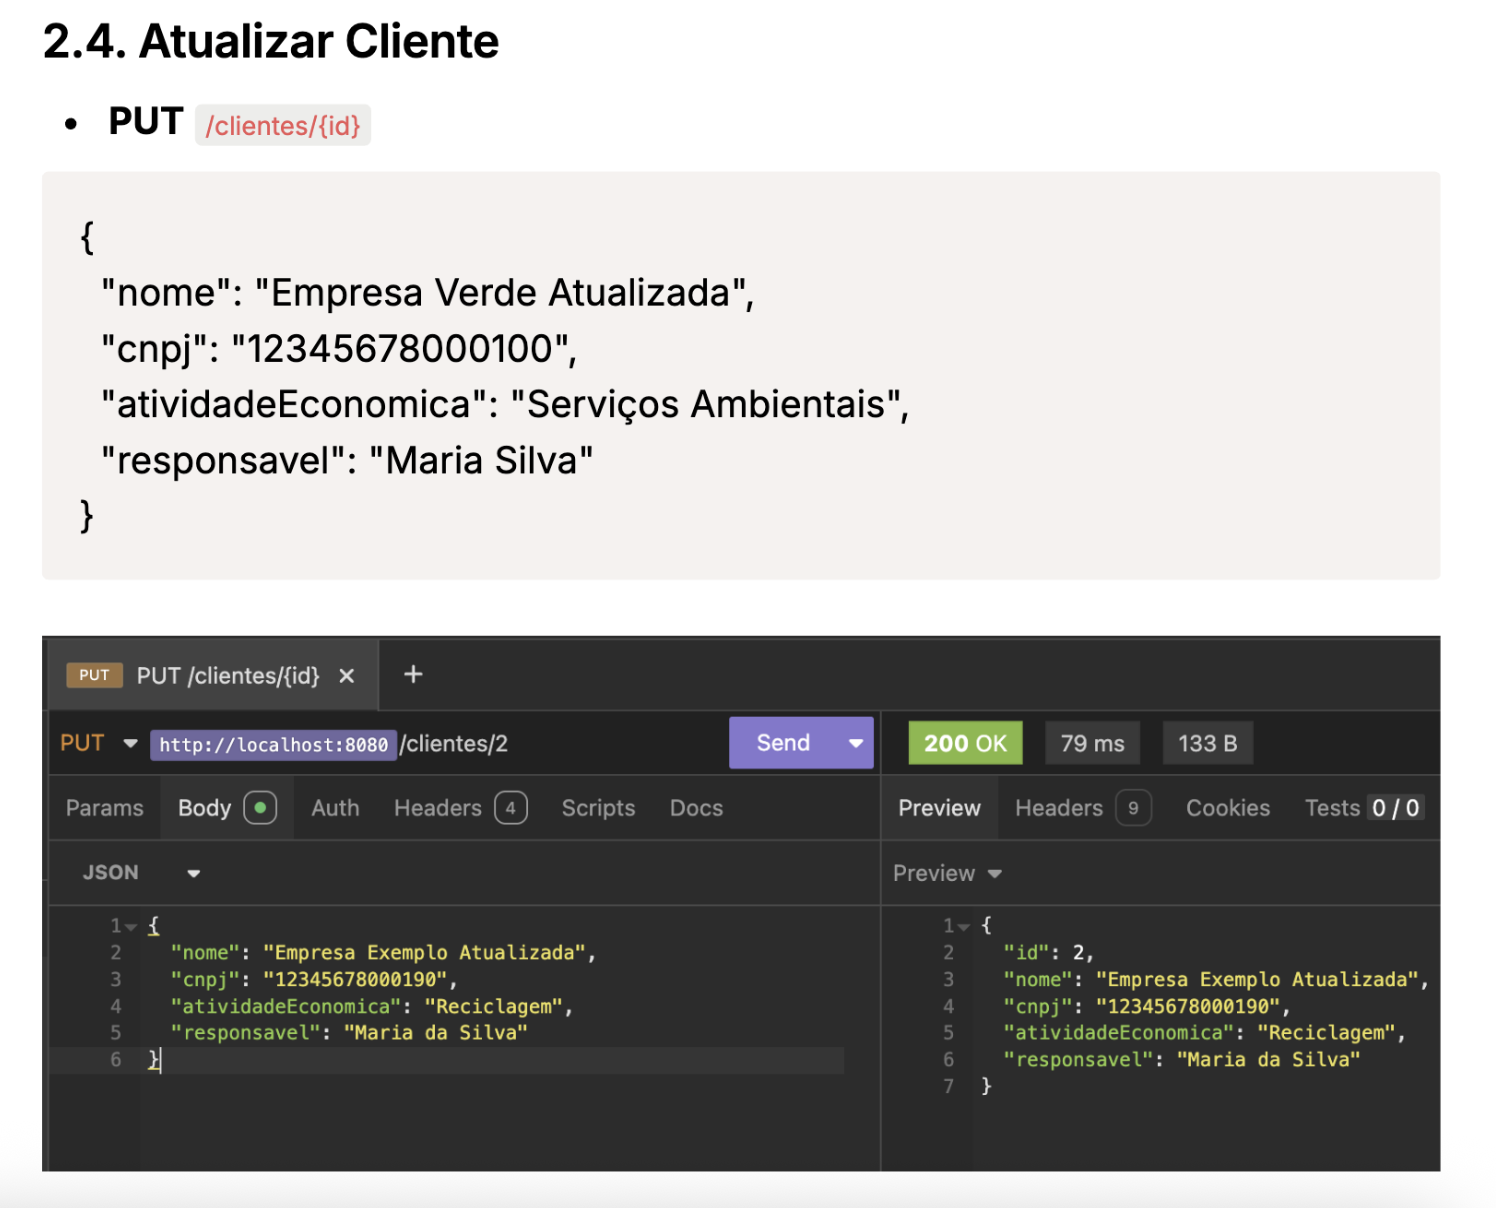 2.4. Atualizar Cliente
• PUT /clientes/{id}
{
"nome": "Empresa Verde Atualizada",
"cnpj": "12345678000100",
"atividadeEconomica": "Serviços Ambientais",
"responsavel": "Maria Silva"
}
PUT PUT /clientes/{id} × +
PUT http://localhost:8080 /clientes/2 Send 200 OK 79 ms 133 B
Params Body Auth Headers 4 Scripts Docs Preview Headers 9 Cookies Tests 0 / 0
JSON Preview
1 {
2 "nome": "Empresa Exemplo Atualizada",
3 "cnpj": "12345678000190",
4 "atividadeEconomica": "Reciclagem",
5 "responsavel": "Maria da Silva"
6 }
1 {
2 "id": 2,
3 "nome": "Empresa Exemplo Atualizada",
4 "cnpj": "12345678000190",
5 "atividadeEconomica": "Reciclagem",
6 "responsavel": "Maria da Silva"
7 }